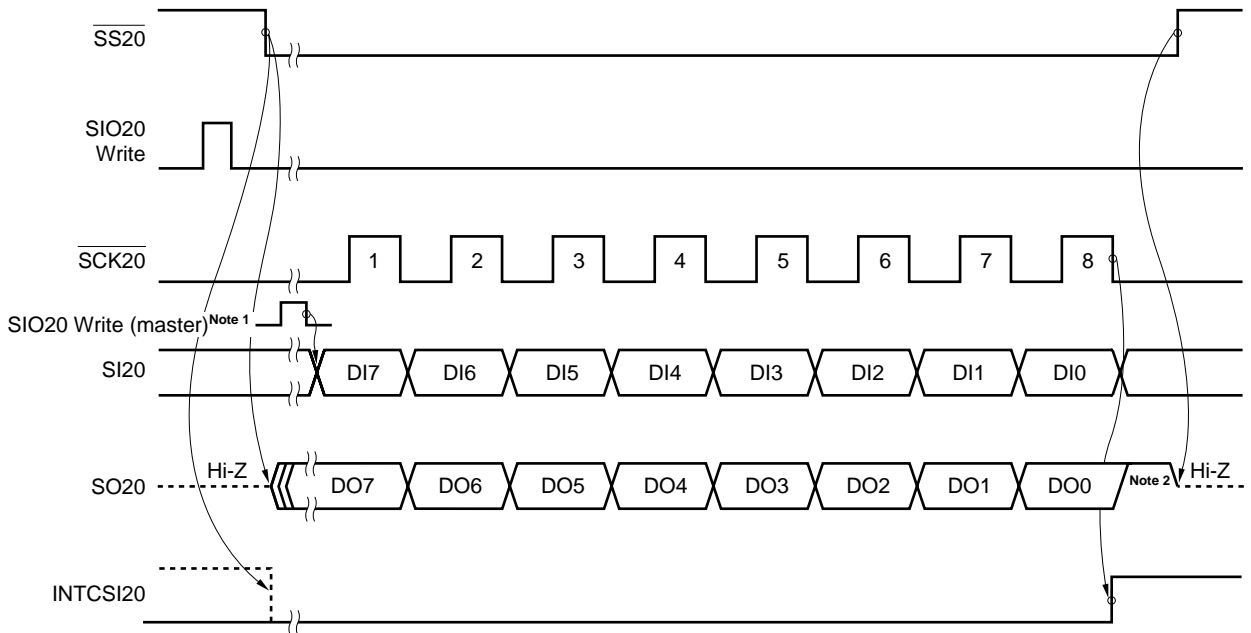 SS20
SIO20
Write
SCK20
1 2 3 4 5 6 7 8
SIO20 Write (master)Note 1
SI20
DI7 DI6 DI5 DI4 DI3 DI2 DI1 DI0
Hi-Z
SO20
DO7 DO6 DO5 DO4 DO3 DO2 DO1 DO0
Note 2
Hi-Z
INTCSI20